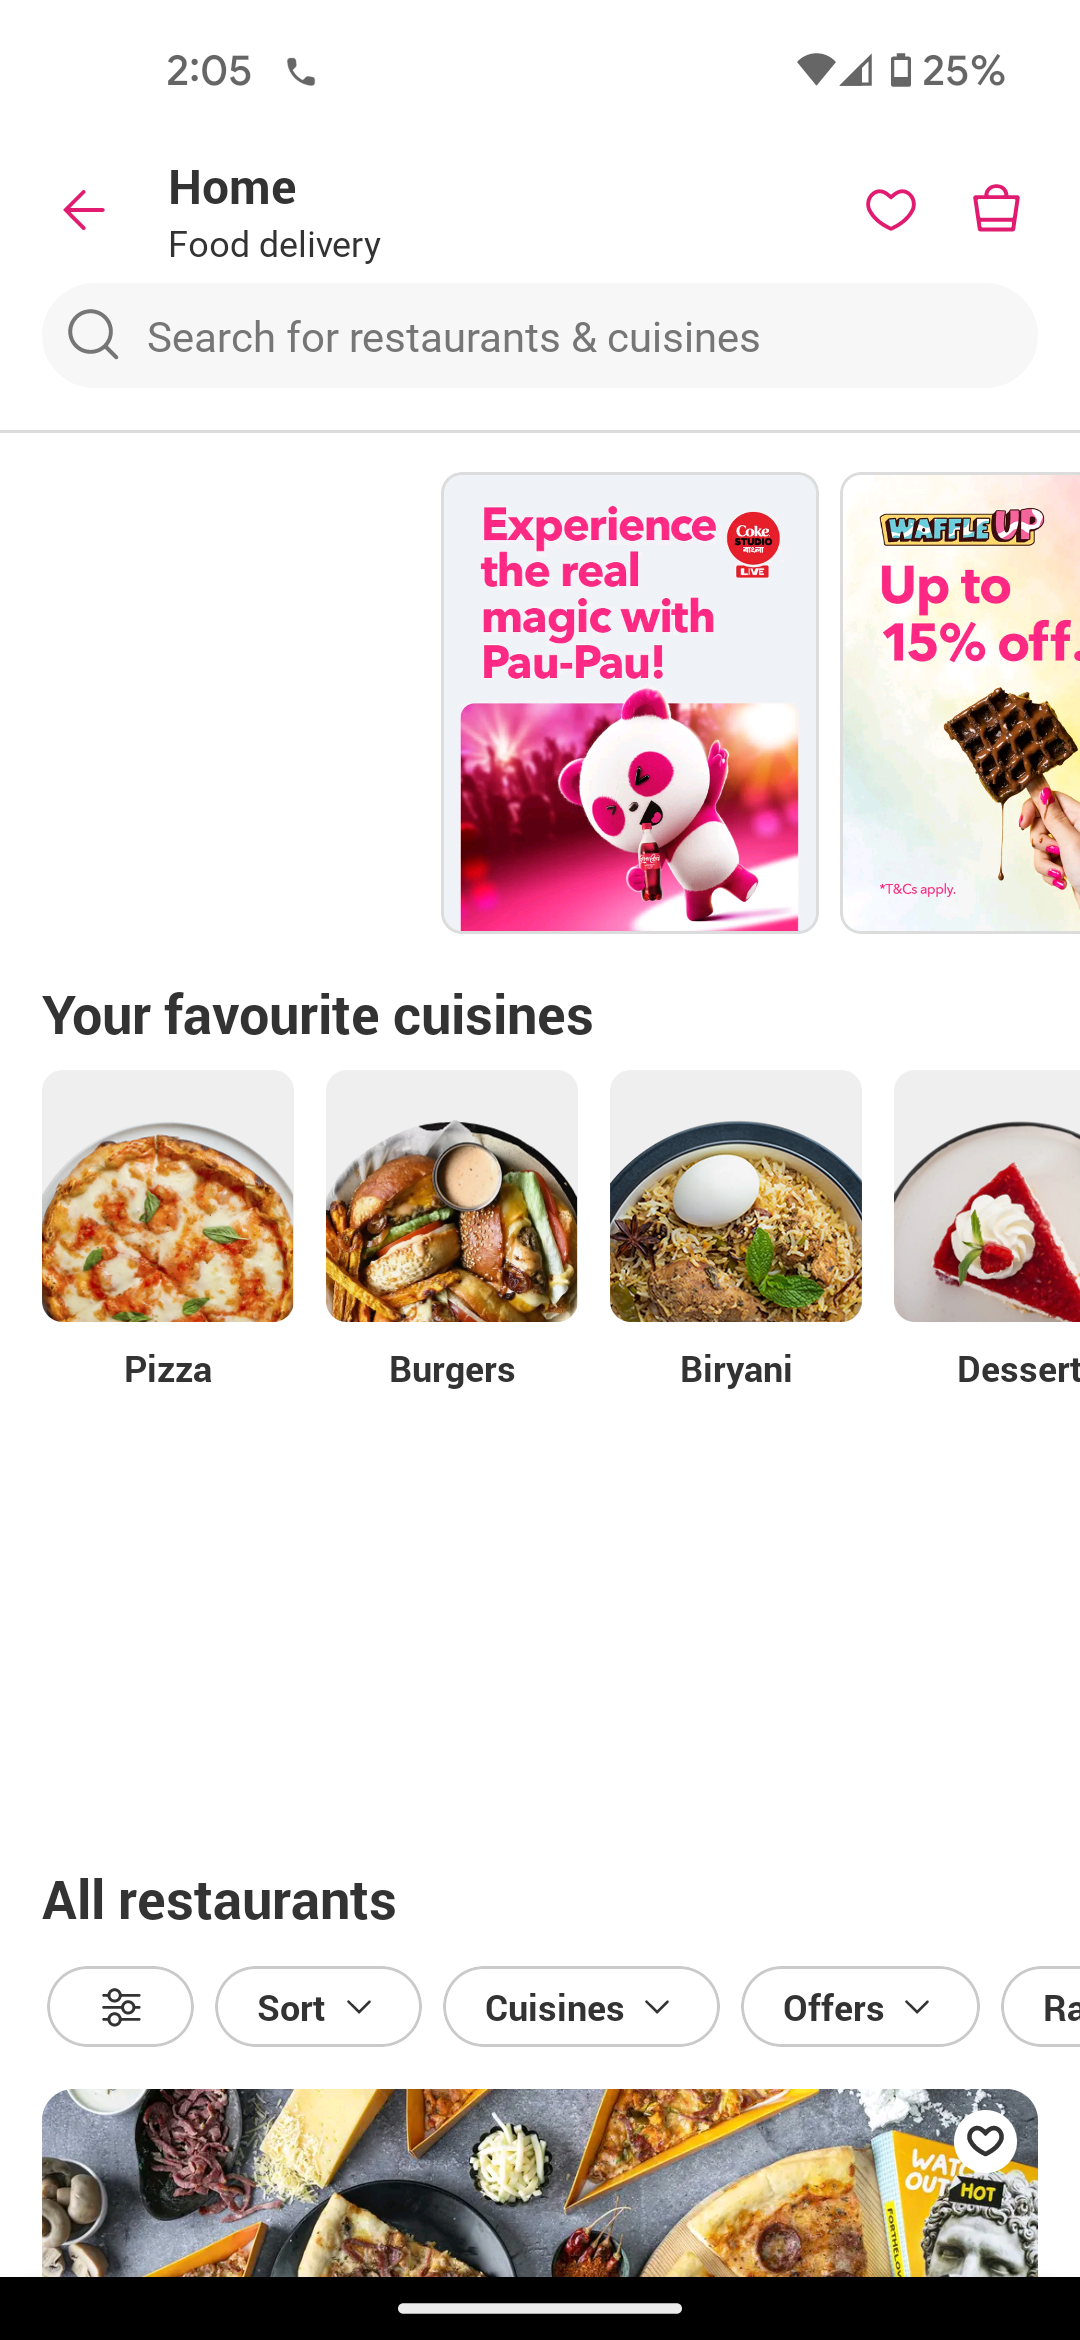 2:05
25%
Home
Food delivery
Search for restaurants & cuisines
Experience
the real
magic with
Pau-Pau!
Coke
STUDIO
বাংলা
LIVE
WAFFLE UP
Up to
15% off.
*T&Cs apply.
Your favourite cuisines
Pizza
Burgers
Biryani
Dessert
All restaurants
Sort
Cuisines
Offers
Ra
WAT
OUT
HOT